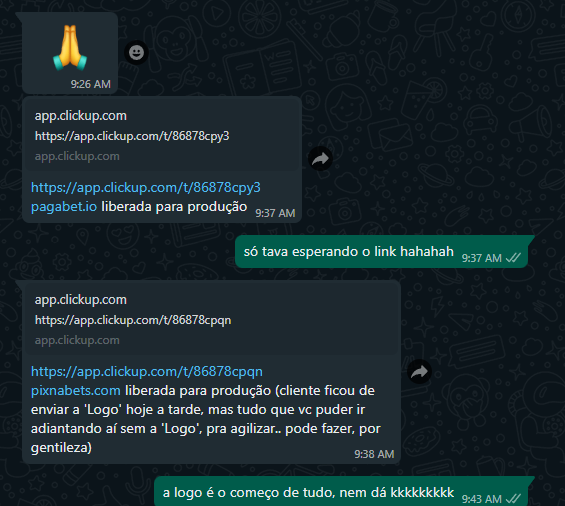 🙏
9:26 AM
app.clickup.com
https://app.clickup.com/t/86878cpy3
app.clickup.com
https://app.clickup.com/t/86878cpy3
pagabet.io liberada para produção
9:37 AM
só tava esperando o link hahahah
9:37 AM
app.clickup.com
https://app.clickup.com/t/86878cpqn
app.clickup.com
https://app.clickup.com/t/86878cpqn
pixnabets.com liberada para produção (cliente ficou de
enviar a 'Logo' hoje a tarde, mas tudo que vc puder ir
adiantando aí sem a 'Logo', pra agilizar.. pode fazer, por
gentileza)
9:38 AM
a logo é o começo de tudo, nem dá kkkkkkkkk
9:43 AM